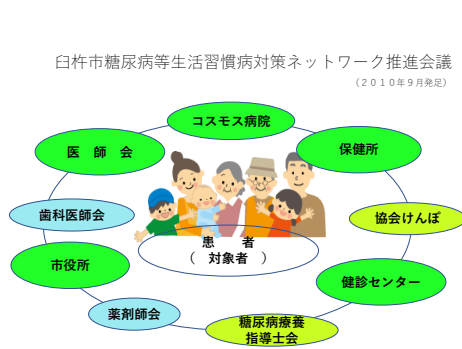 臼杵市糖尿病等生活習慣病対策ネットワーク推進会議
（２０１０年９月発足）
コスモス病院
医　師　会
保健所
歯科医師会
協会けんぽ
患　者
（　対象者　）
市役所
健診センター
薬剤師会
糖尿病療養
指導士会